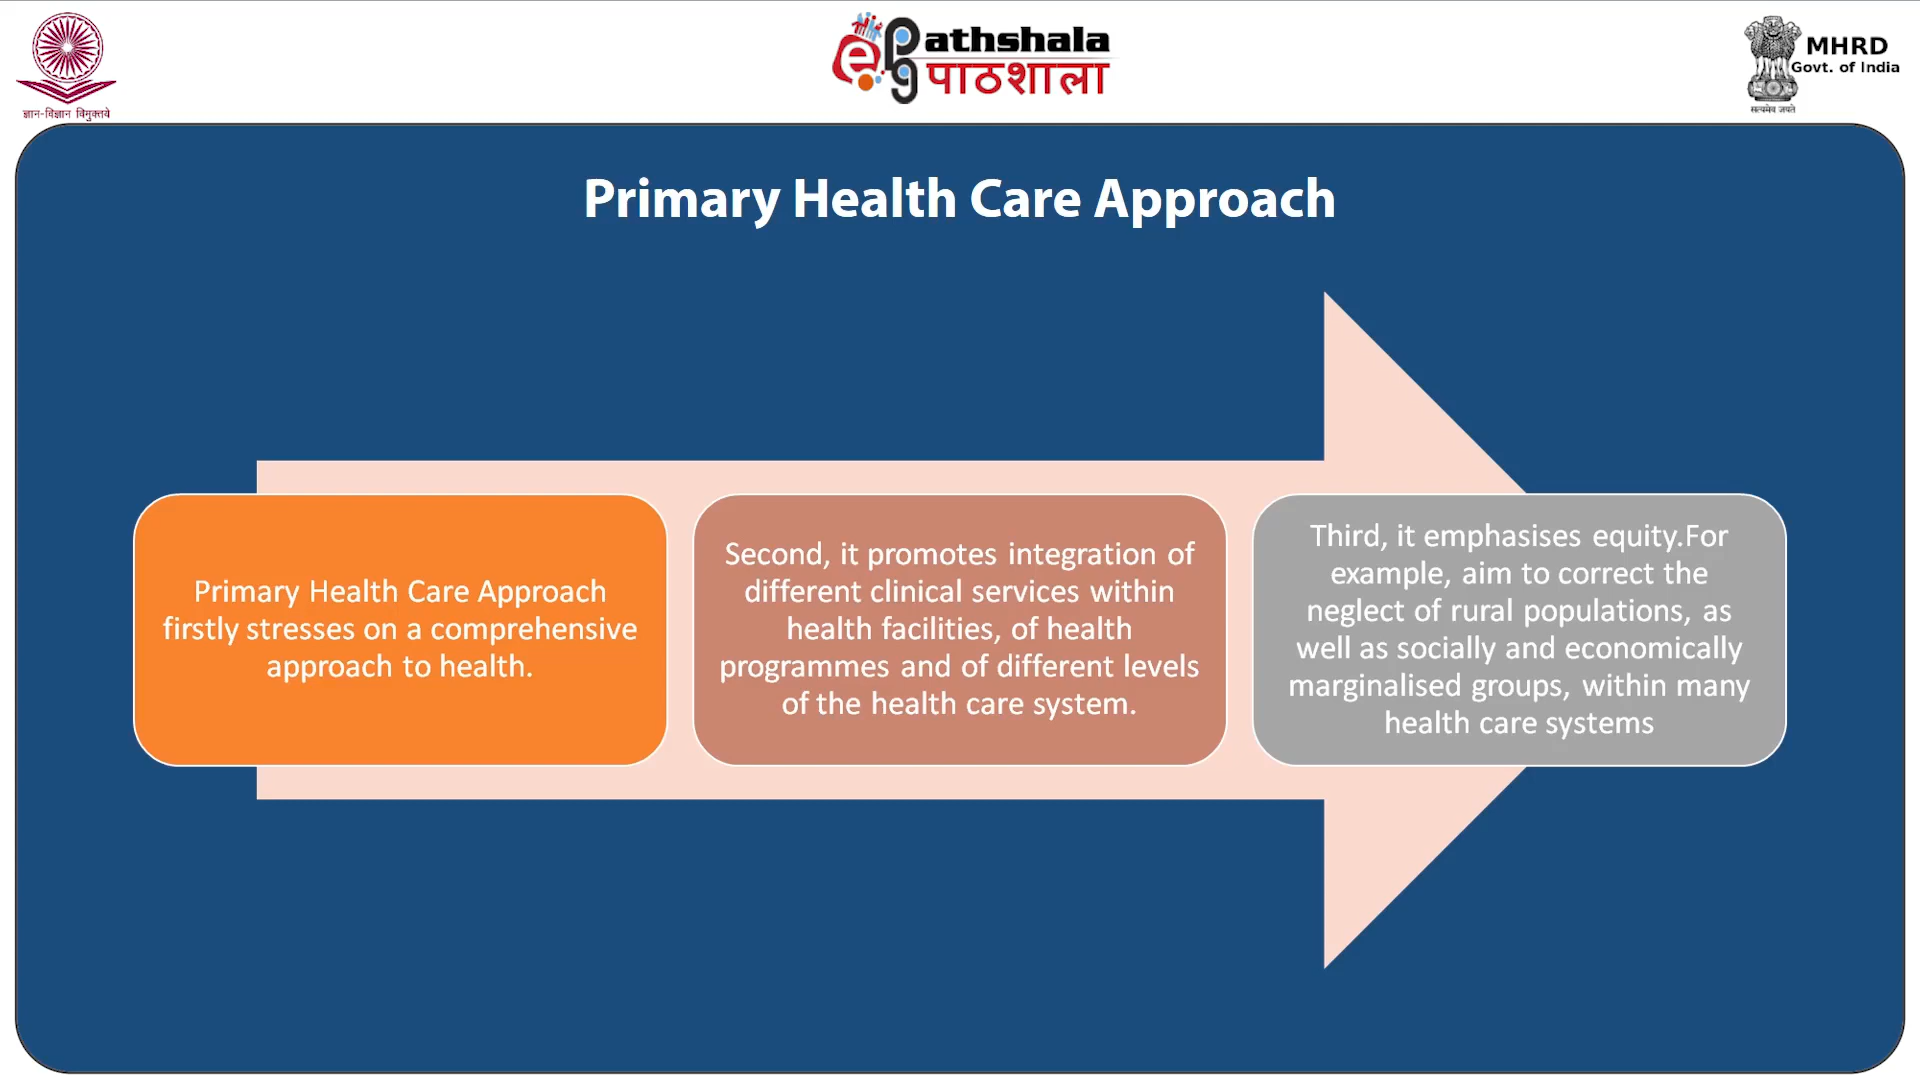 ज्ञान-विज्ञान विमुक्तये
ePathshala
पाठशाला
MHRD
Govt. of India
सत्यमेव जयते
Primary Health Care Approach
Primary Health Care Approach
firstly stresses on a comprehensive
approach to health.
Second, it promotes integration of
different clinical services within
health facilities, of health
programmes and of different levels
of the health care system.
Third, it emphasises equity.For
example, aim to correct the
neglect of rural populations, as
well as socially and economically
marginalised groups, within many
health care systems